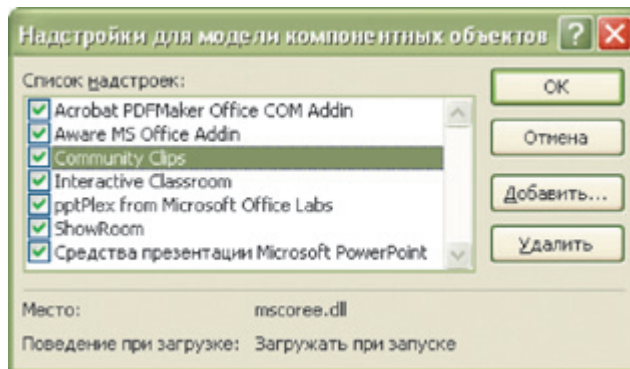 Надстройки для модели компонентных объектов
Список надстроек:
Acrobat PDFMaker Office COM Addin
Aware MS Office Addin
Community Clips
Interactive Classroom
pptPlex from Microsoft Office Labs
ShowRoom
Средства презентации Microsoft PowerPoint
ОК
Отмена
Добавить...
Удалить
Место: mscoree.dll
Поведение при загрузке: Загружать при запуске